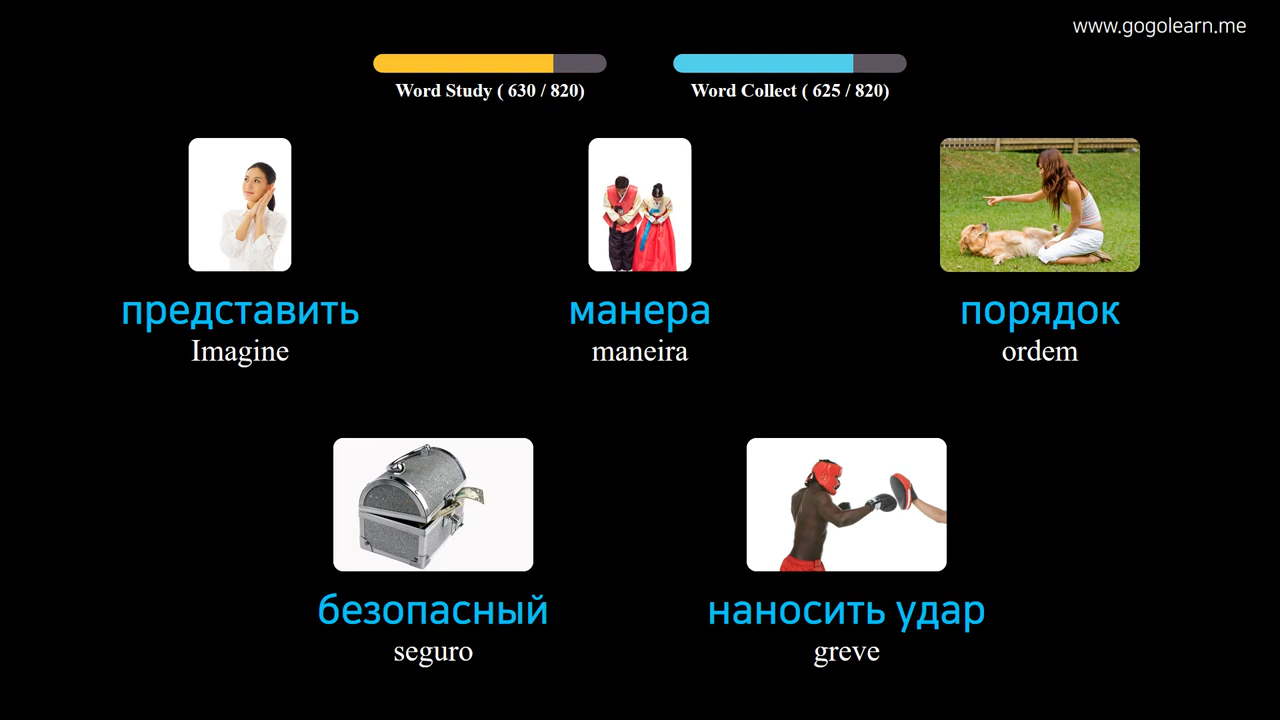 www.gogolearn.me
Word Study ( 630 / 820)
Word Collect ( 625 / 820)
представить
Imagine
манера
maneira
порядок
ordem
безопасный
seguro
наносить удар
greve